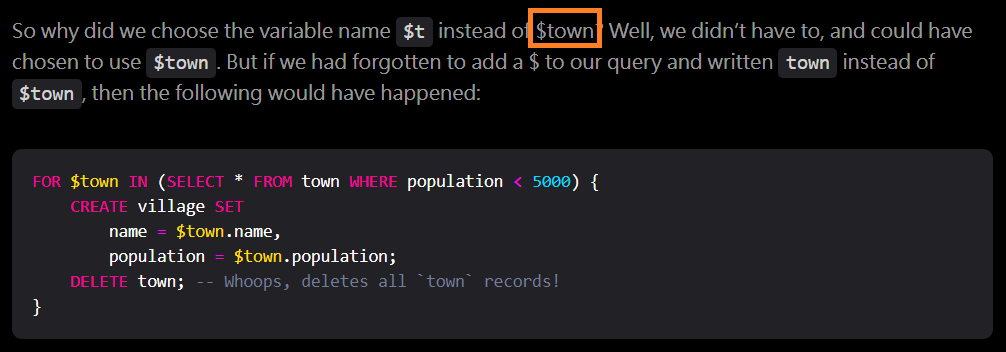 So why did we choose the variable name $t instead of $town? Well, we didn’t have to, and could have
chosen to use $town. But if we had forgotten to add a $ to our query and written town instead of
$town, then the following would have happened:
FOR $town IN (SELECT * FROM town WHERE population < 5000) {
    CREATE village SET
        name = $town.name,
        population = $town.population;
    DELETE town; -- Whoops, deletes all `town` records!
}